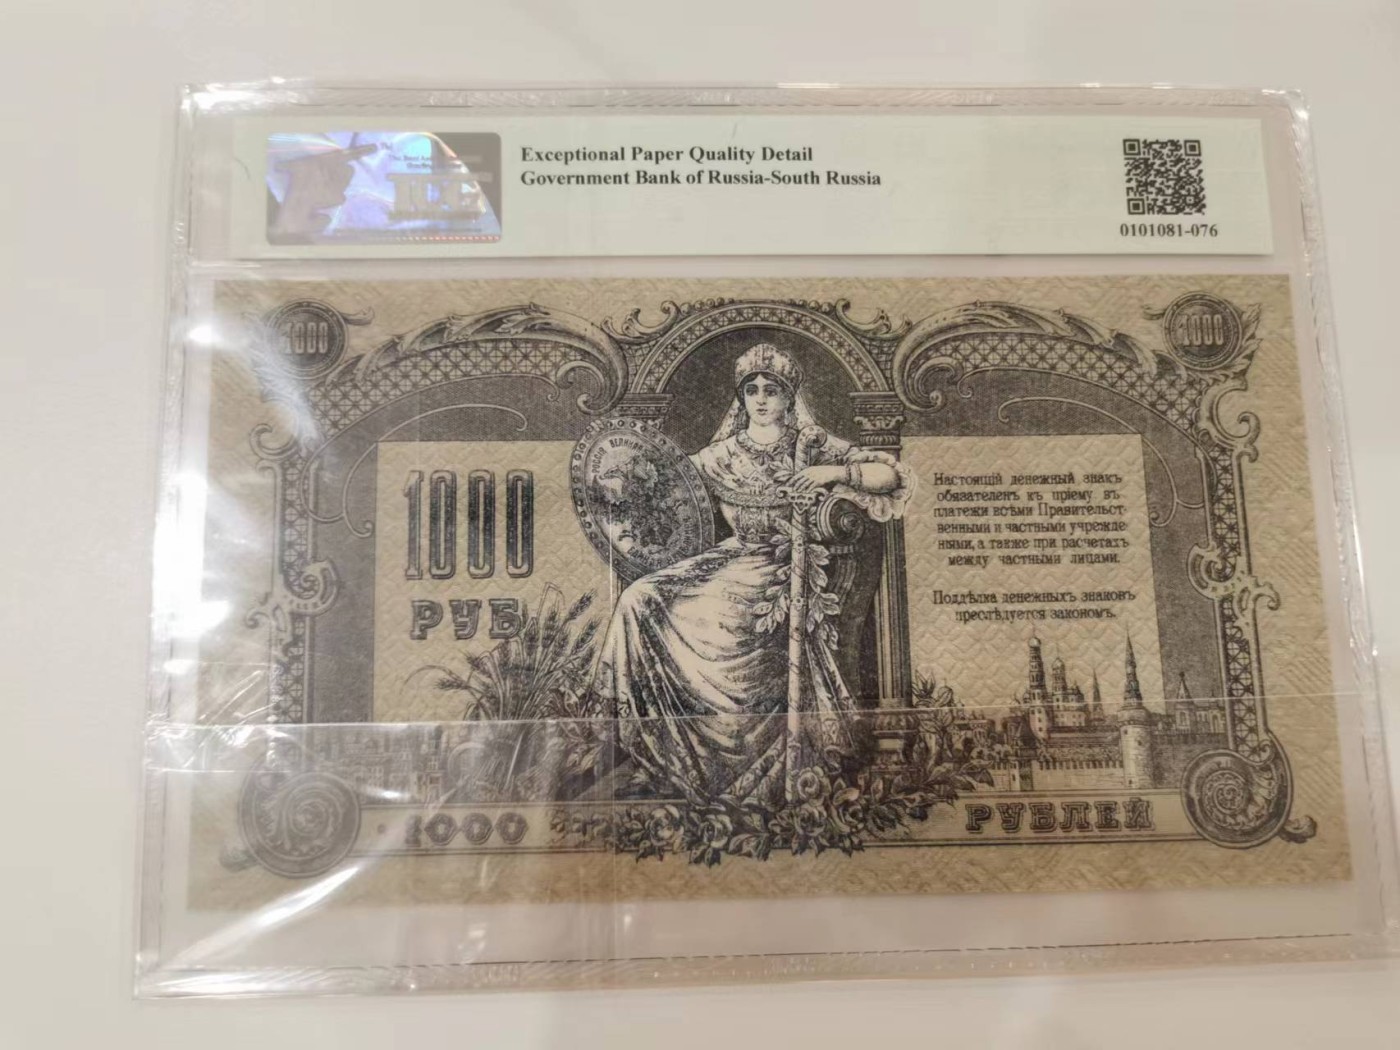 Exceptional Paper Quality Detail
Government Bank of Russia-South Russia
0101081-076
1000
1000
РОССІЯ ВЕЛИКАЯ
1000
РУБ
Настоящій денежный знакъ
обязателенъ къ пріему въ
платежи всѣми Правительст-
венными и частными учрежде-
ніями, а также при расчетахъ
между частными лицами.
Поддѣлка денежныхъ знаковъ
преслѣдуется закономъ.
1000
РУБЛЕЙ